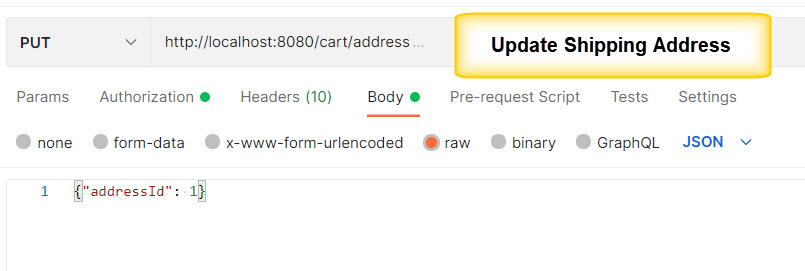 PUT http://localhost:8080/cart/address ... Update Shipping Address
Params Authorization Headers (10) Body Pre-request Script Tests Settings
none form-data x-www-form-urlencoded raw binary GraphQL JSON
1 {"addressId": 1}